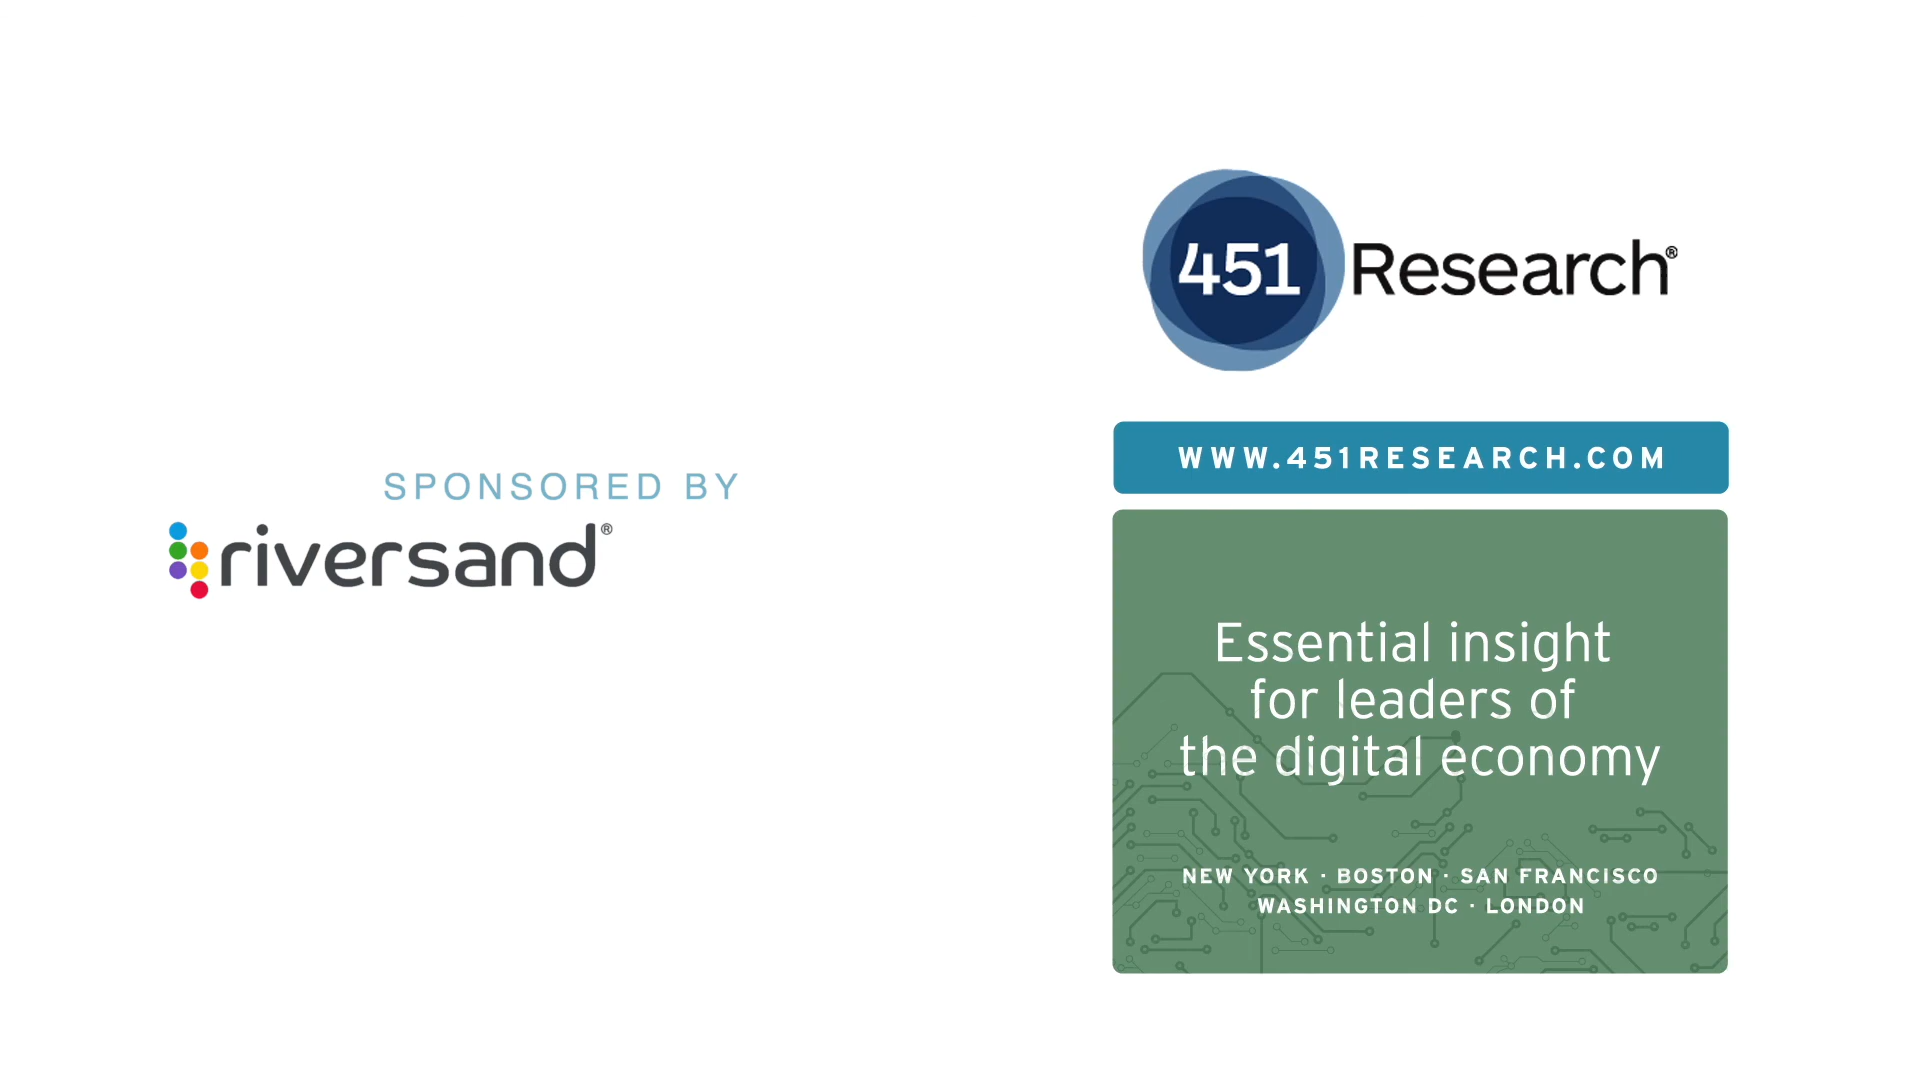 SPONSORED BY
riversand®
451 Research®
WWW.451RESEARCH.COM
Essential insight
for leaders of
the digital economy
NEW YORK · BOSTON · SAN FRANCISCO
WASHINGTON DC · LONDON